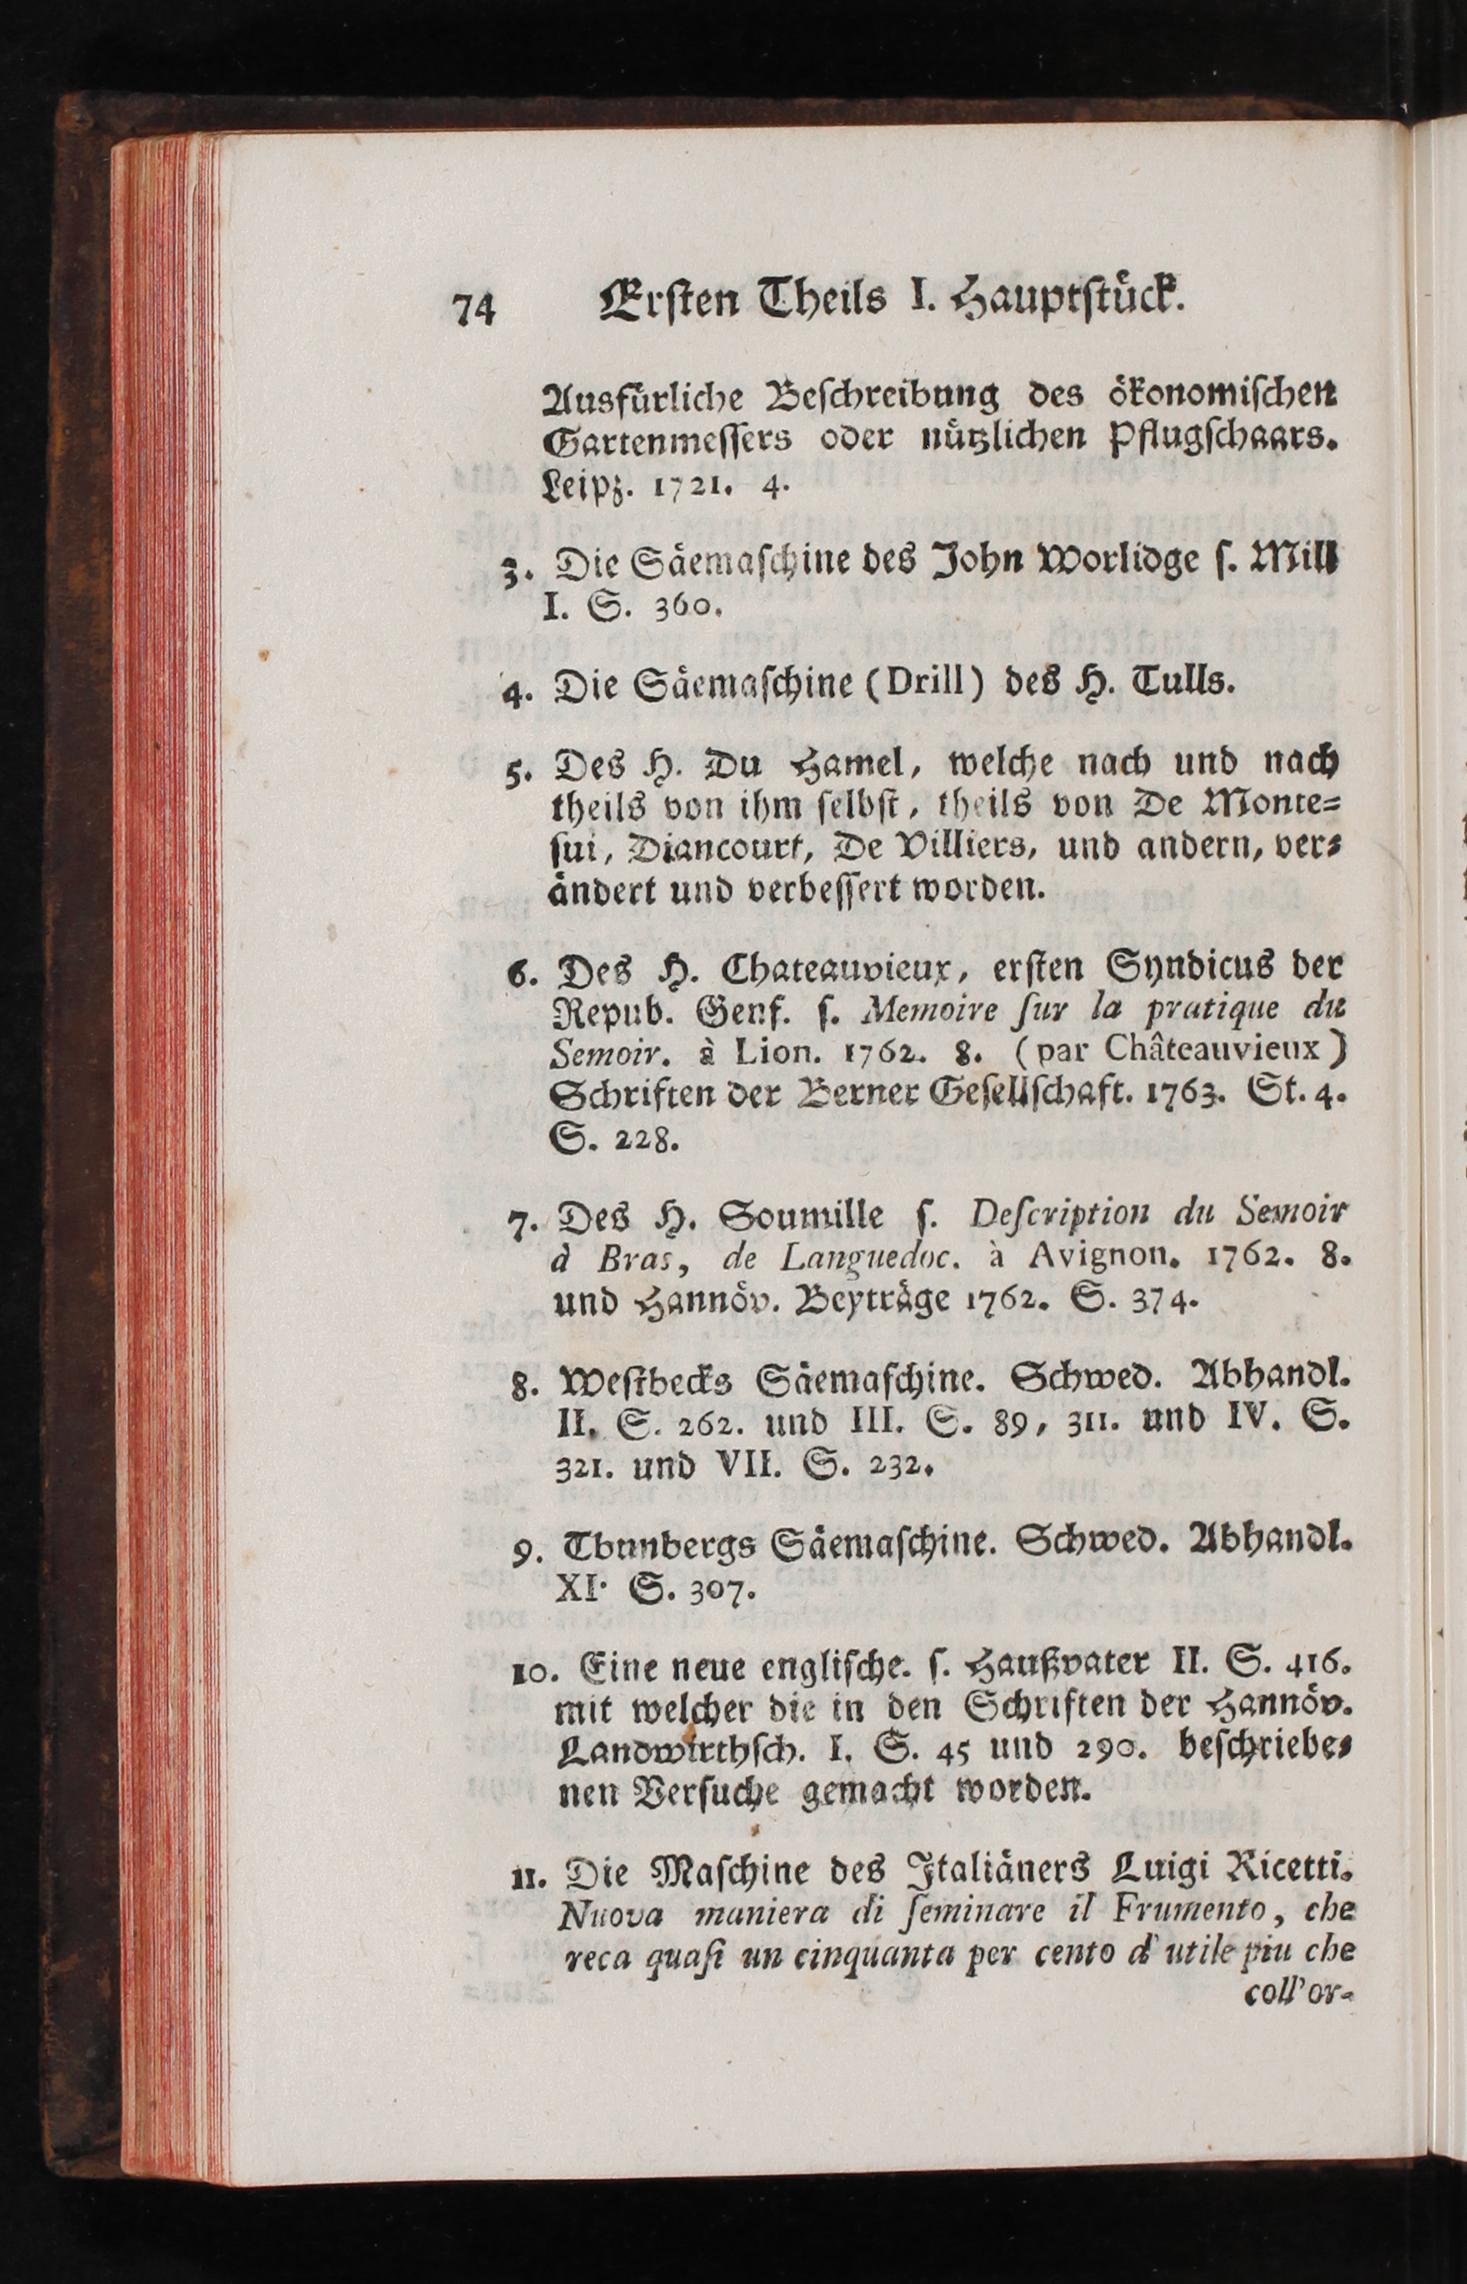 74 Erſten Theils I. Hauptſtück.
Ausfürliche Beſchreibung des ökonomiſchen
Gartenmeſſers oder nützlichen Pflugſchaars.
Leipz. 1721. 4.
3. Die Säemaſchine des John Worlidge ſ. Mill
I. S. 360.
4. Die Säemaſchine (Drill) des H. Tulls.
5. Des H. Du Hamel, welche nach und nach
theils von ihm ſelbſt, theils von De Monte=
ſui, Diancourt, De Villiers, und andern, ver=
ändert und verbeſſert worden.
6. Des H. Chateauvieux, erſten Syndicus der
Repub. Genf. ſ. Memoire ſur la pratique du
Semoir. à Lion. 1762. 8. (par Châteauvieux)
Schriften der Berner Geſellſchaft. 1763. St. 4.
S. 228.
7. Des H. Soumille ſ. Deſcription du Semoir
à Bras, de Languedoc. à Avignon. 1762. 8.
und Hannöv. Beyträge 1762. S. 374.
8. Weſtbecks Säemaſchine. Schwed. Abhandl.
II. S. 262. und III. S. 89, 311. und IV. S.
321. und VII. S. 232.
9. Tbunbergs Säemaſchine. Schwed. Abhandl.
XI. S. 307.
10. Eine neue engliſche. ſ. Haußvater II. S. 416.
mit welcher die in den Schriften der Hannöv.
Landwirthſch. I. S. 45 und 290. beſchriebe=
nen Verſuche gemacht worden.
11. Die Maſchine des Italiäners Luigi Ricetti.
Nuova maniera di ſeminare il Frumento, che
reca quaſi un cinquanta per cento d'utile piu che
coll'or-